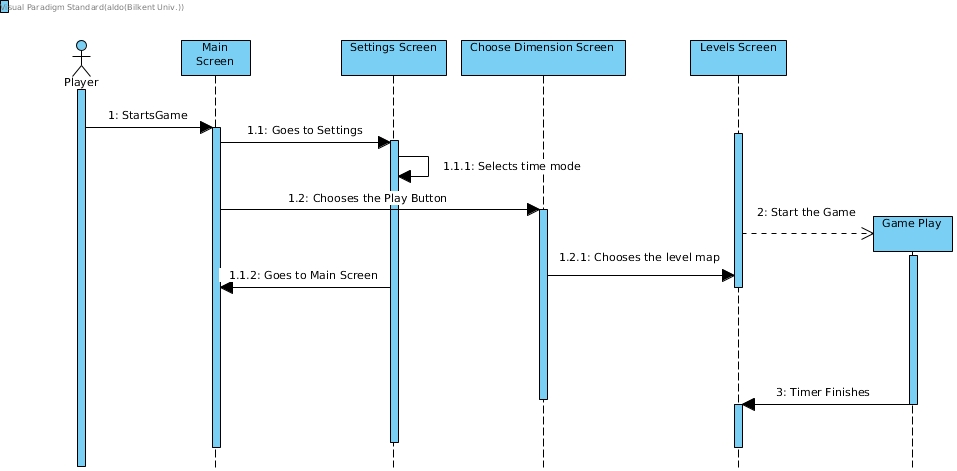 Visual Paradigm Standard(aldo(Bilkent Univ.))
Main
Screen
Settings Screen
Choose Dimension Screen
Levels Screen
Player
1: StartsGame
1.1: Goes to Settings
1.1.1: Selects time mode
1.2: Chooses the Play Button
2: Start the Game
Game Play
1.2.1: Chooses the level map
1.1.2: Goes to Main Screen
3: Timer Finishes